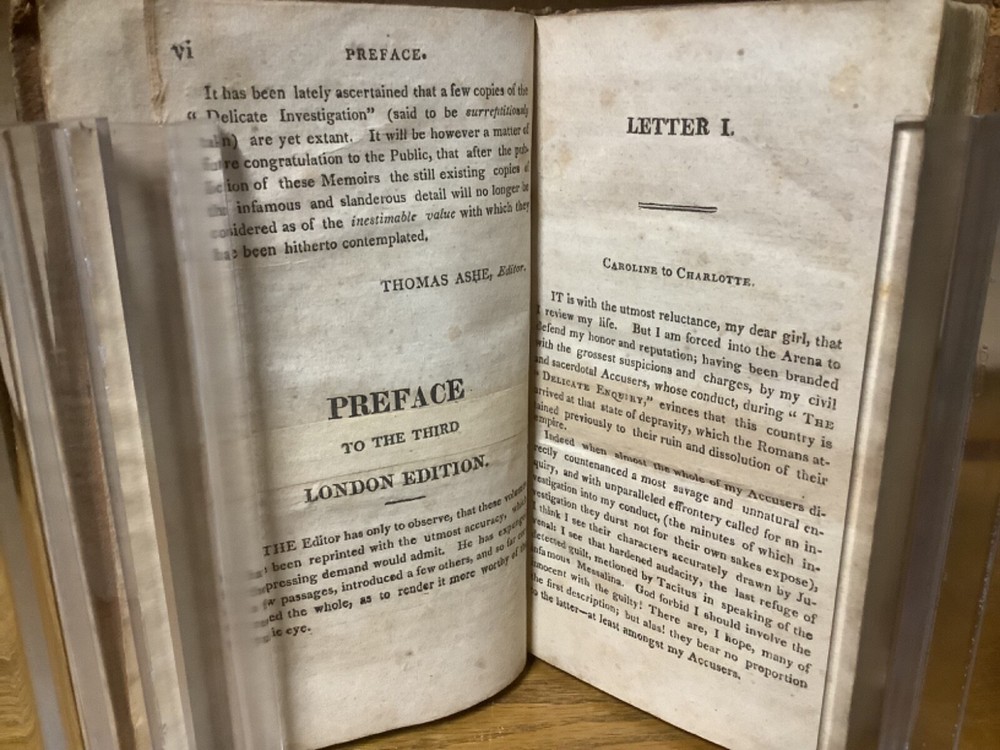 vi PREFACE.
It has been lately ascertained that a few copies of the
“ Delicate Investigation” (said to be surreptitiously
are yet extant. It will be however a matter of
congratulation to the Public, that after the pub-
of these Memoirs the still existing copies of
infamous and slanderous detail will no longer be
of the inestimable value with which they
been hitherto contemplated.
THOMAS ASHE, Editor.
PREFACE
TO THE THIRD
LONDON EDITION.
THE Editor has only to observe, that these volumes
been reprinted with the utmost accuracy, which
pressing demand would admit. He has expunged
passages, introduced a few others, and so far
the whole, as to render it more worthy of the
eye.
LETTER I.
CAROLINE to CHARLOTTE.
IT is with the utmost reluctance, my dear girl, that
I review my life. But I am forced into the Arena to
defend my honor and reputation; having been branded
with the grossest suspicions and charges, by my civil
and sacerdotal Accusers, whose conduct, during “ THE
DELICATE ENQUIRY,” evinces that this country is
arrived at that state of depravity, which the Romans at-
tained previously to their ruin and dissolution of their
empire.
Indeed when almost the whole of my Accusers di-
rectly countenanced a most savage and unnatural en-
quiry, and with unparalleled effrontery called for an in-
vestigation into my conduct, (the minutes of which in-
vestigation they durst not for their own sakes expose),
I think I see their characters accurately drawn by Ju-
venal: I see that hardened audacity, the last refuge of
detected guilt, metioned by Tacitus in speaking of the
infamous Messalina. God forbid I should involve the
innocent with the guilty! There are, I hope, many of
the first description; but alas! they bear no proportion
to the latter—at least amongst my Accusers.